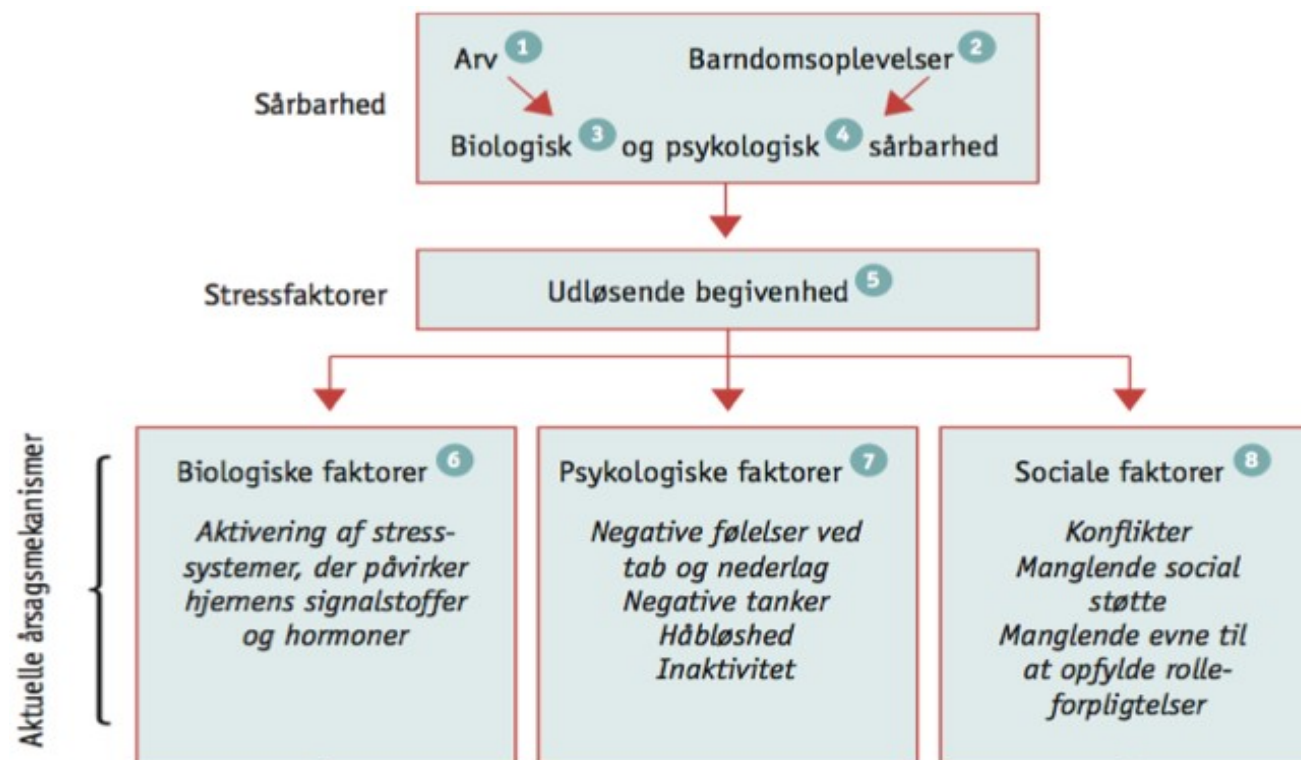 Arv 1 Barndomsoplevelser 2
Sårbarhed
Biologisk 3 og psykologisk 4 sårbarhed
Stressfaktorer
Udløsende begivenhed 5
Aktuelle årsagsmekanismer
Biologiske faktorer 6
Aktivering af stress-
systemer, der påvirker
hjernens signalstoffer
og hormoner
Psykologiske faktorer 7
Negative følelser ved
tab og nederlag
Negative tanker
Håbløshed
Inaktivitet
Sociale faktorer 8
Konflikter
Manglende social
støtte
Manglende evne til
at opfylde rolle-
forpligtelser